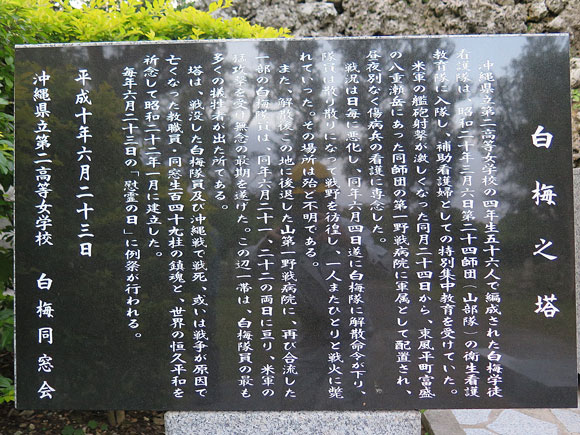 白梅之塔
沖縄県立第二高等女学校の四年生五十六人で編成された白梅学徒
看護隊は、昭和二十年三月六日第二十四師団（山部隊）の衛生看護
教育隊に入隊し、補助看護婦としての特別集中教育を受けていた。
米軍の艦砲射撃が激しくなった同月二十四日から、東風平町富盛
の八重瀬岳にあった同師団の第一野戦病院に軍属として配置され、
昼夜別なく傷病兵の看護に専念した。
戦況は日毎に悪化し、同年六月四日遂に白梅隊に解散命令が下り、
隊員は散り散りになって戦野を彷徨し、一人またひとりと戦火に斃
れていった。その場所は殆と不明である。
また、解散後この地に後退した山第一野戦病院に、再び合流した
一部の白梅隊員は、同年六月二十一、二十二の両日に亘り、米軍の
猛攻撃を受け無念の最期を遂げた。この辺一帯は、白梅隊員の最も
多くの犠牲者が出た所である。
塔は、戦没した白梅隊員及び沖縄戦で戦死、或いは戦争が原因で
亡くなった教職員、同窓生百四十九柱の鎮魂と、世界の恒久平和を
祈念して昭和二十二年一月に建立した。
毎年六月二十三日の「慰霊の日」に例祭が行われる。
平成十年六月二十三日
沖縄県立第二高等女学校　白梅同窓会